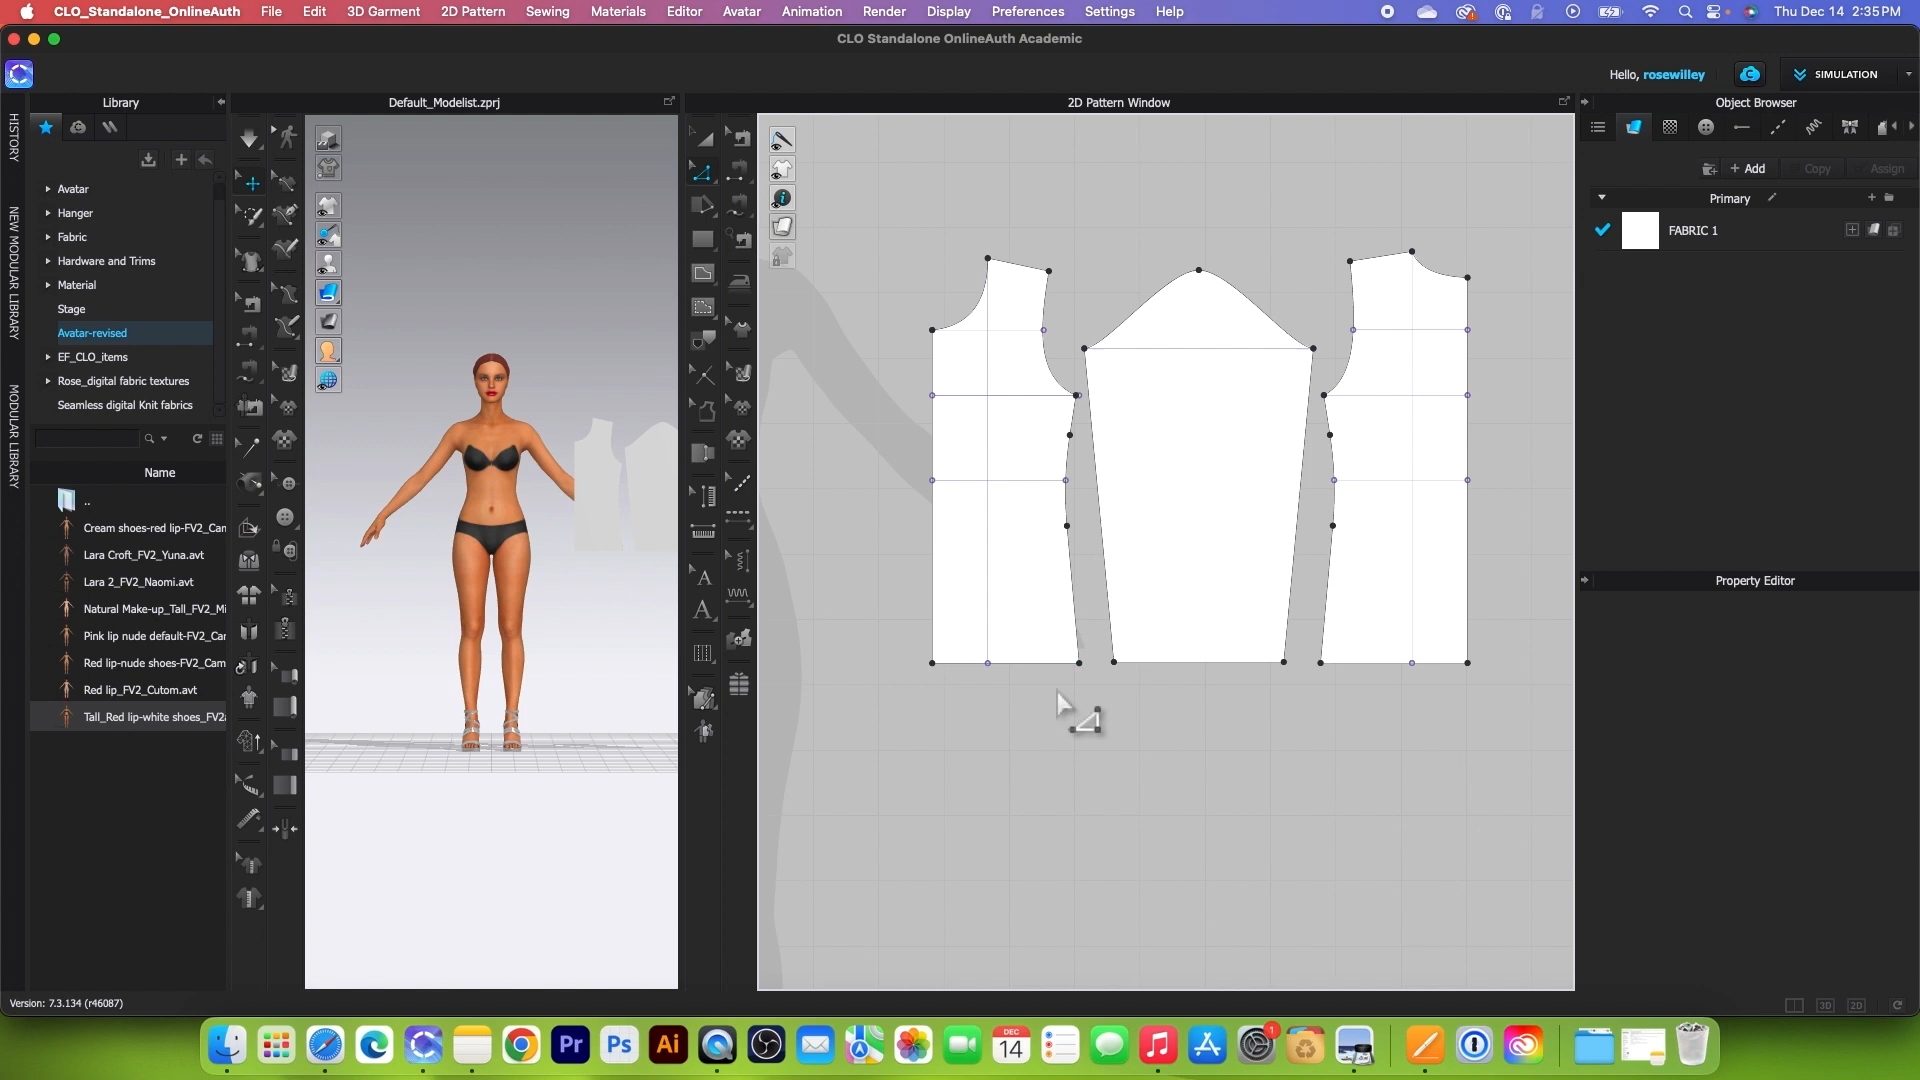 CLO_Standalone_OnlineAuth File Edit 3D Garment 2D Pattern Sewing Materials Editor Avatar Animation Render Display Preferences Settings Help Thu Dec 14 2:35 PM
CLO Standalone OnlineAuth Academic
Hello, rosewilley SIMULATION
Library Default_Modelist.zprj 2D Pattern Window Object Browser
HISTORY
NEW MODULAR LIBRARY
MODULAR LIBRARY
+ Add Copy Assign
Avatar
Primary
Hanger
FABRIC 1
Fabric
Hardware and Trims
Material
Stage
Avatar-revised
EF_CLO_items
Rose_digital fabric textures
Seamless digital Knit fabrics
Name
..
Cream shoes-red lip-FV2_Can
Lara Croft_FV2_Yuna.avt
Lara 2_FV2_Naomi.avt
Property Editor
Natural Make-up_Tall_FV2_Mi
Pink lip nude default-FV2_Car
Red lip-nude shoes-FV2_Cam
Red lip_FV2_Cutom.avt
Tall_Red lip-white shoes_FV2
A
A
Version: 7.3.134 (r46087)
3D 2D
Pr Ps Ai DEC 14 1